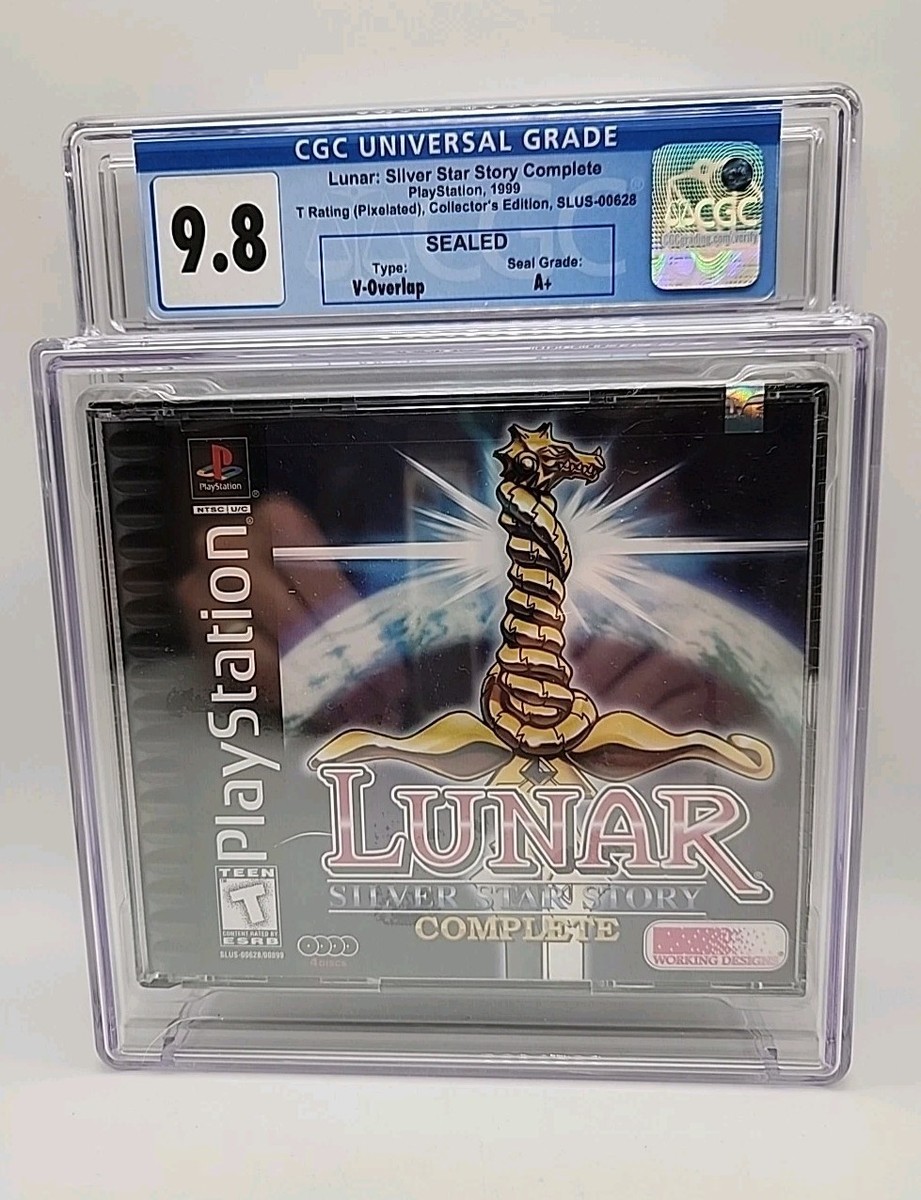 CGC UNIVERSAL GRADE
9.8
Lunar: Silver Star Story Complete
PlayStation, 1999
T Rating (Pixelated), Collector's Edition, SLUS-00628
SEALED
Type:
V-Overlap
Seal Grade:
A+
CGC
CGCgrading.com/verify
PlayStation
NTSC U/C
PlayStation®
LUNAR®
SILVER STAR STORY
COMPLETE
TEEN
T
CONTENT RATED BY
ESRB
SLUS-00628/00899
4 discs
WORKING DESIGNS®